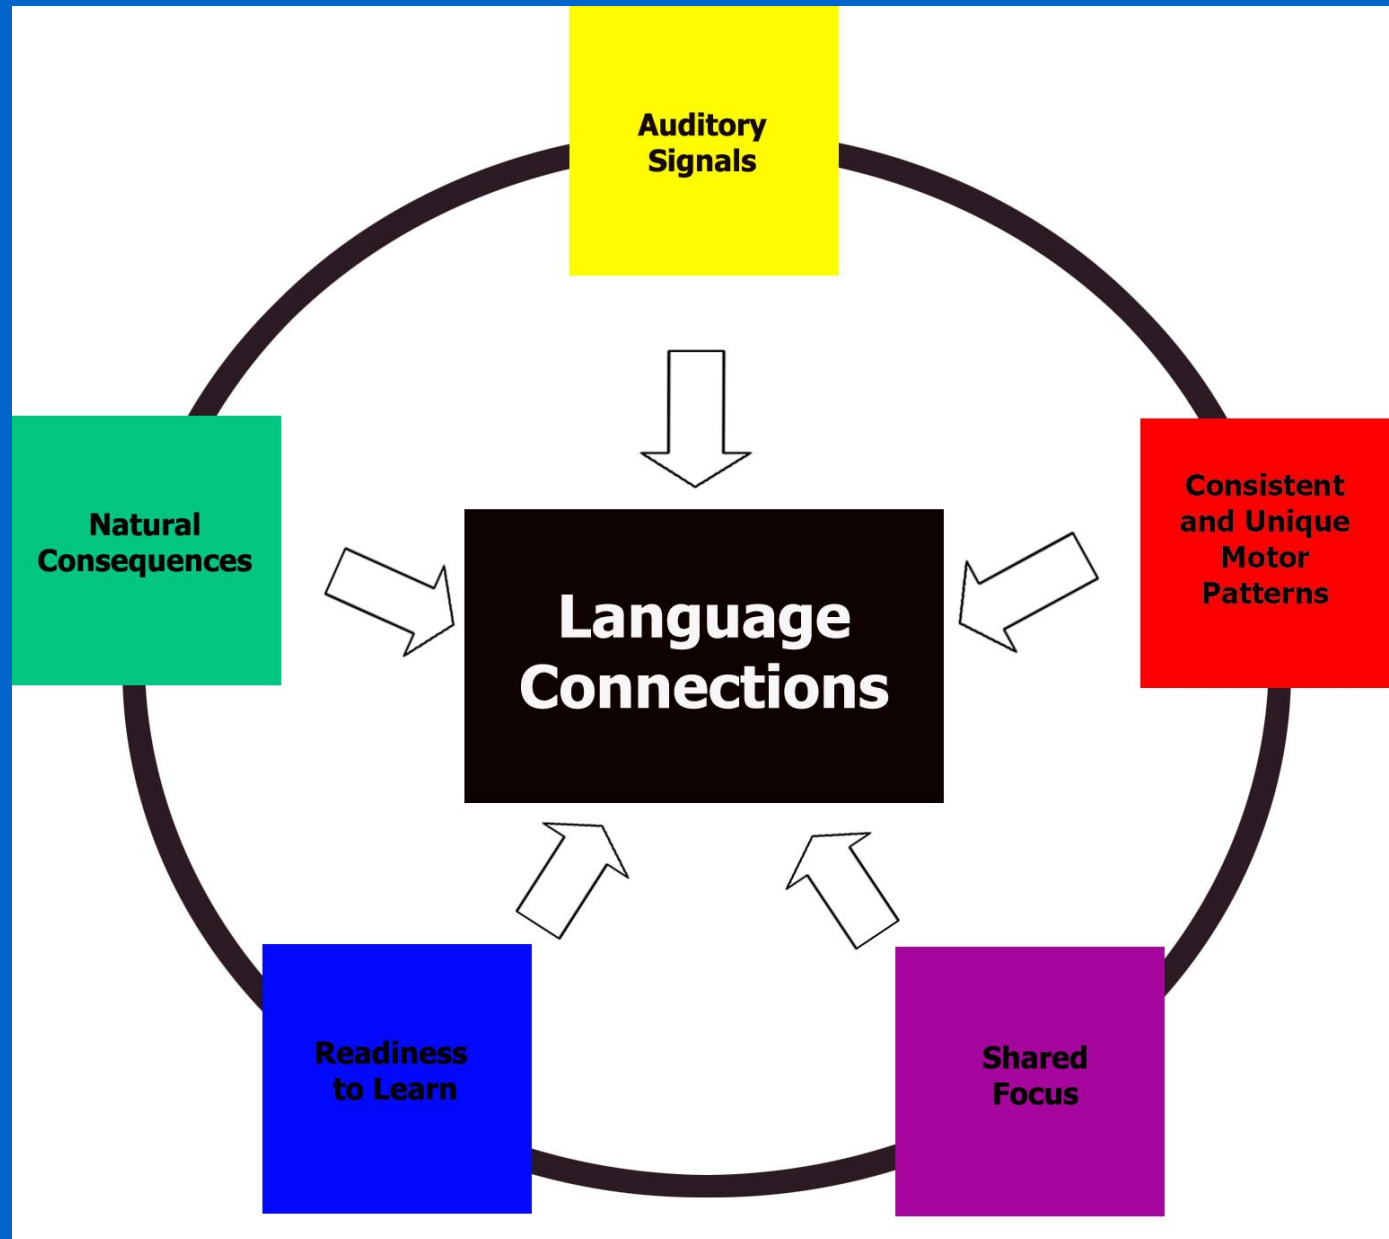 Auditory
Signals
Natural
Consequences
Consistent
and Unique
Motor
Patterns
Language
Connections
Readiness
to Learn
Shared
Focus